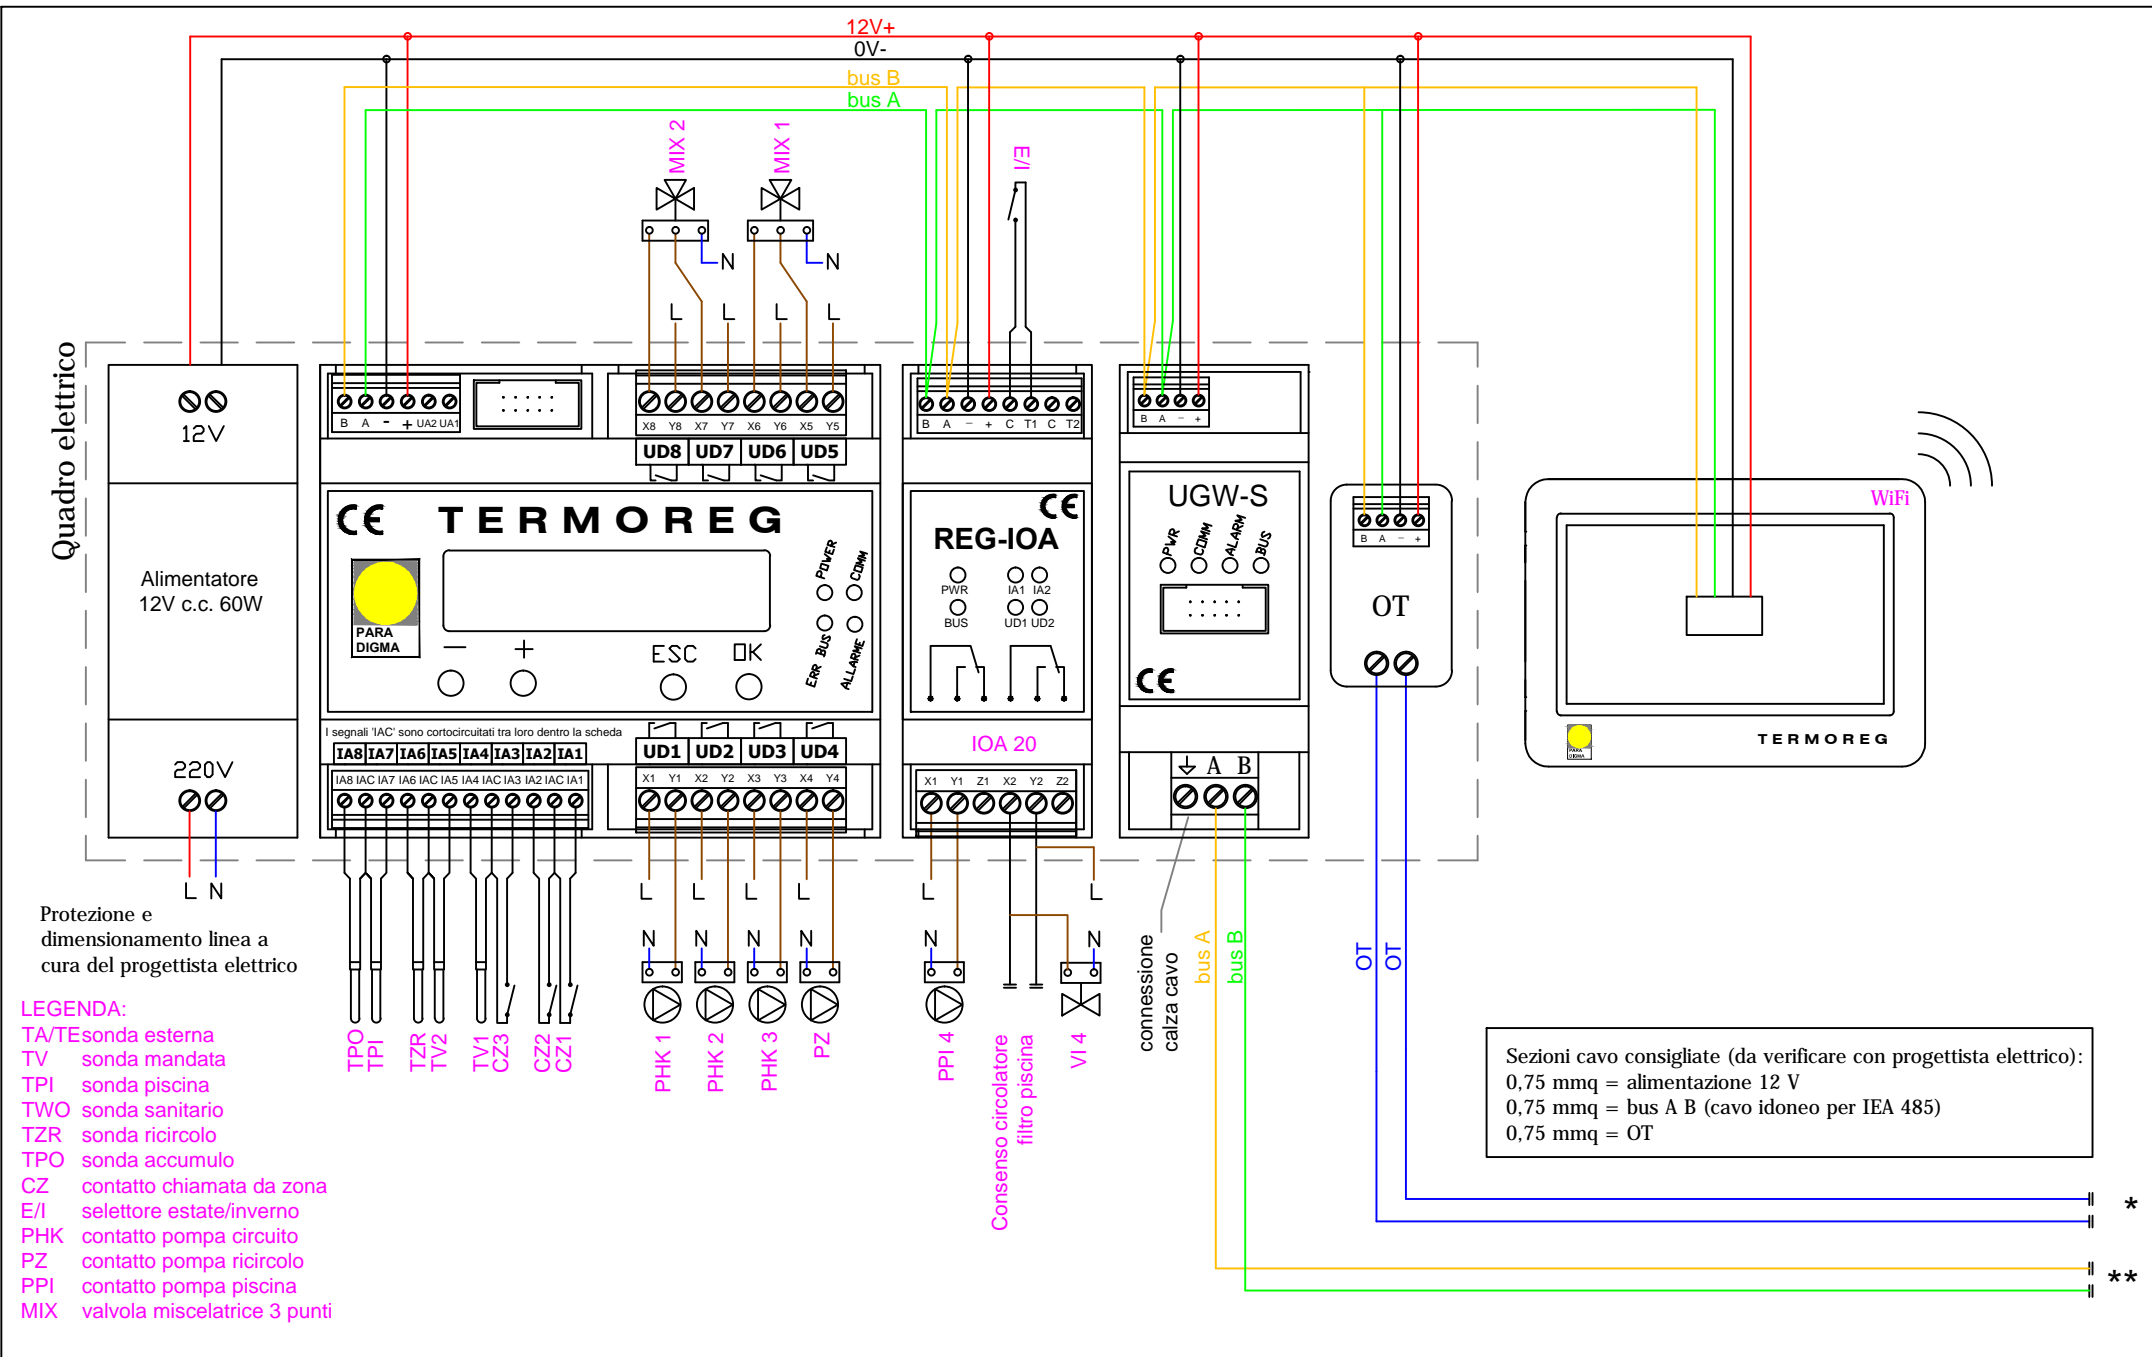 12V+
0V-
bus B
bus A
MIX 2
MIX 1
E/I
N
N
L
L
L
L
Quadro elettrico
12V
Alimentatore
12V c.c. 60W
220V
L N
B A - + UA2 UA1
X8 Y8 X7 Y7 X6 Y6 X5 Y5
UD8 UD7 UD6 UD5
CE TERMOREG
PARA
DIGMA
POWER
COMM
ERR BUS
ALLARME
— +
ESC OK
I segnali 'IAC' sono cortocircuitati tra loro dentro la scheda
IA8 IA7 IA6 IA5 IA4 IA3 IA2 IA1
IA8 IAC IA7 IA6 IAC IA5 IA4 IAC IA3 IA2 IAC IA1
UD1 UD2 UD3 UD4
X1 Y1 X2 Y2 X3 Y3 X4 Y4
B A – + C T1 C T2
CE
REG-IOA
PWR IA1 IA2
BUS UD1 UD2
IOA 20
X1 Y1 Z1 X2 Y2 Z2
B A – +
UGW-S
PWR
COMM
ALARM
BUS
CE
A B
B A – +
OT
WiFi
PARA
DIGMA
TERMOREG
L L L L L L
N N N N N N
TPO
TPI
TZR
TV2
TV1
CZ3
CZ2
CZ1
PHK 1
PHK 2
PHK 3
PZ
PPI 4
Consenso circolatore
filtro piscina
VI 4
connessione
calza cavo
bus A
bus B
OT
OT
Protezione e
dimensionamento linea a
cura del progettista elettrico
LEGENDA:
TA/TE sonda esterna
TV sonda mandata
TPI sonda piscina
TWO sonda sanitario
TZR sonda ricircolo
TPO sonda accumulo
CZ contatto chiamata da zona
E/I selettore estate/inverno
PHK contatto pompa circuito
PZ contatto pompa ricircolo
PPI contatto pompa piscina
MIX valvola miscelatrice 3 punti
Sezioni cavo consigliate (da verificare con progettista elettrico):
0,75 mmq = alimentazione 12 V
0,75 mmq = bus A B (cavo idoneo per IEA 485)
0,75 mmq = OT
*
**